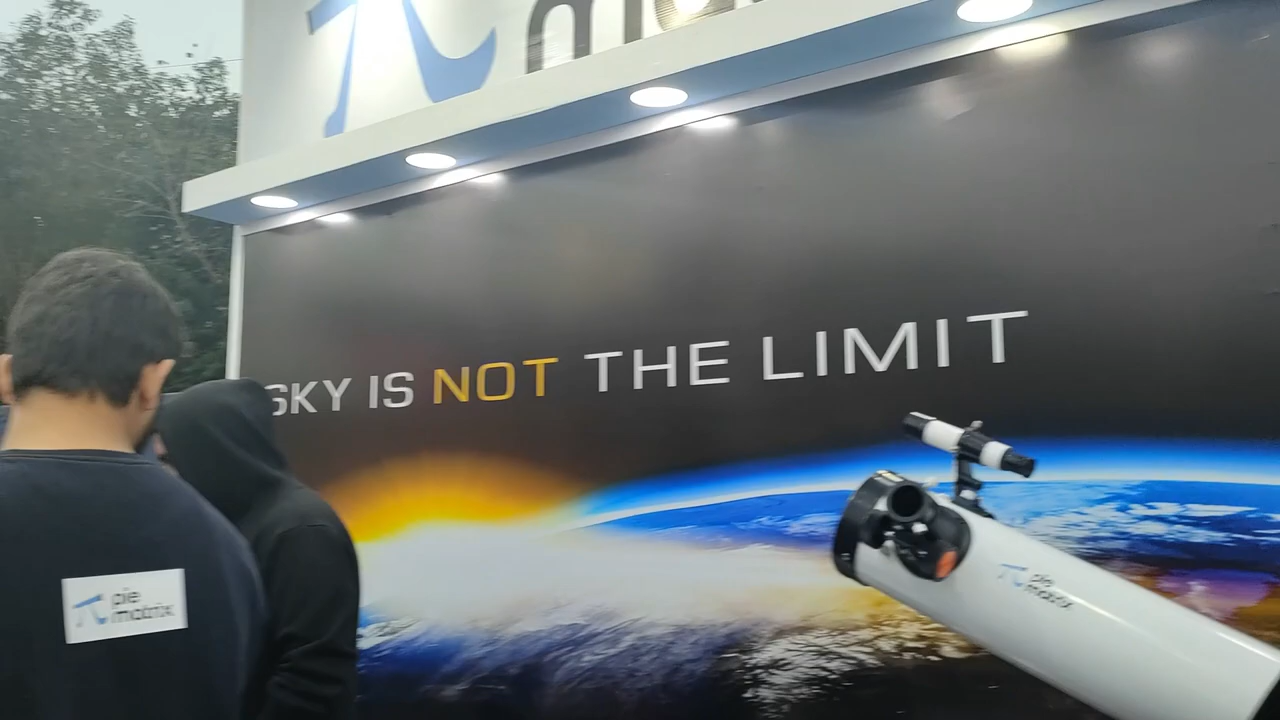 π
SKY IS NOT THE LIMIT
π pie
matrix
π pie
matrix